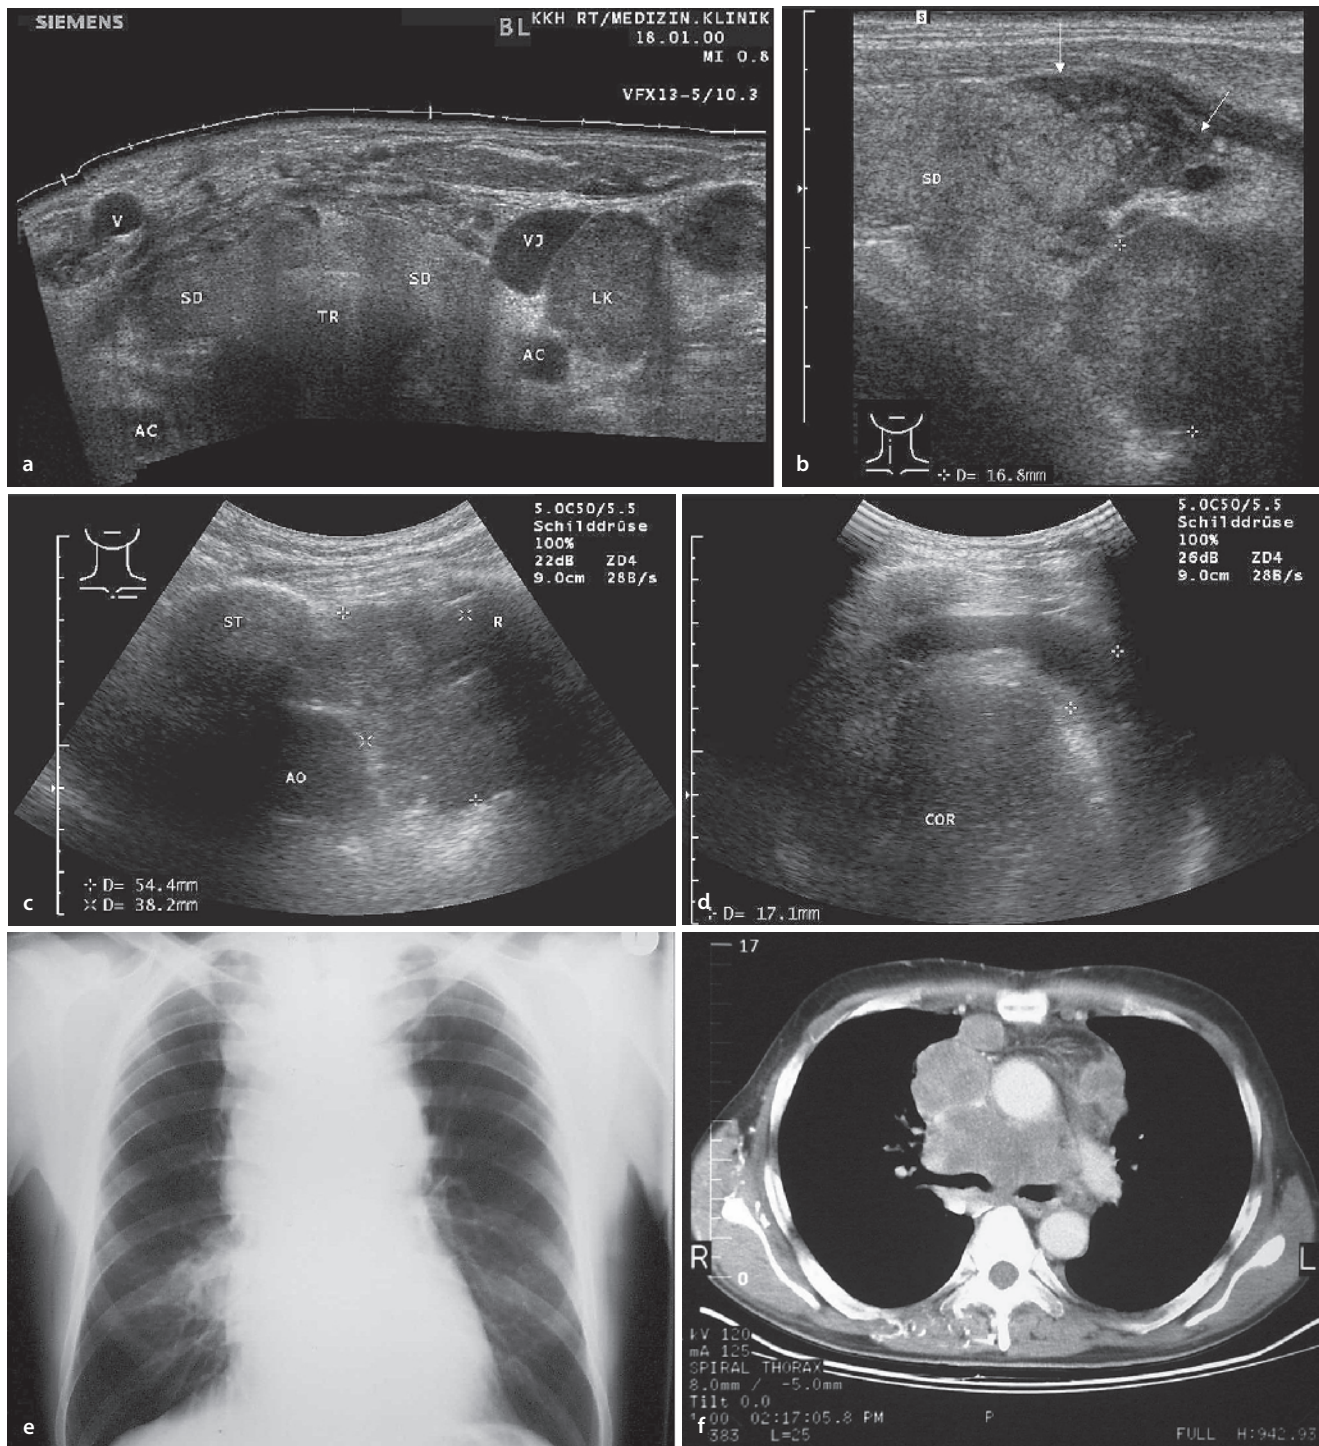 SIEMENS
BL
KKH RT/MEDIZIN.KLINIK
18.01.00
MI 0.8
VFX13-5/10.3
V
SD
TR
SD
VJ
LK
AC
AC
a
S
SD
D= 16.8mm
b
5.0C50/5.5
Schilddrüse
100%
22dB ZD4
9.0cm 28B/s
ST
R
AO
D= 54.4mm
D= 38.2mm
c
5.0C50/5.5
Schilddrüse
100%
26dB ZD4
9.0cm 28B/s
COR
D= 17.1mm
d
e
17
R
L
0
kV 120
mA 125
SPIRAL THORAX
8.0mm / -5.0mm
Tilt 0.0
02:17:05.8 PM
P
383 L=25
FULL H:942.93
f